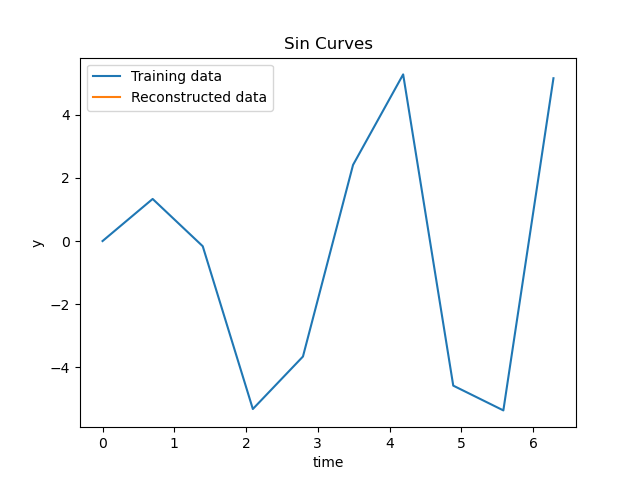 Sin Curves
Training data
Reconstructed data
4
2
0
−2
−4
y
0 1 2 3 4 5 6
time